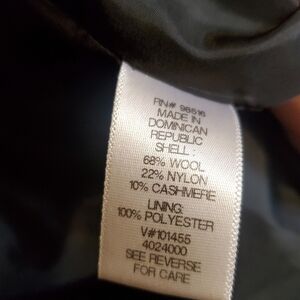 RN# 96516
MADE IN
DOMINICAN
REPUBLIC
SHELL:
68% WOOL
22% NYLON
10% CASHMERE
LINING:
100% POLYESTER
V#101455
4024000
SEE REVERSE
FOR CARE